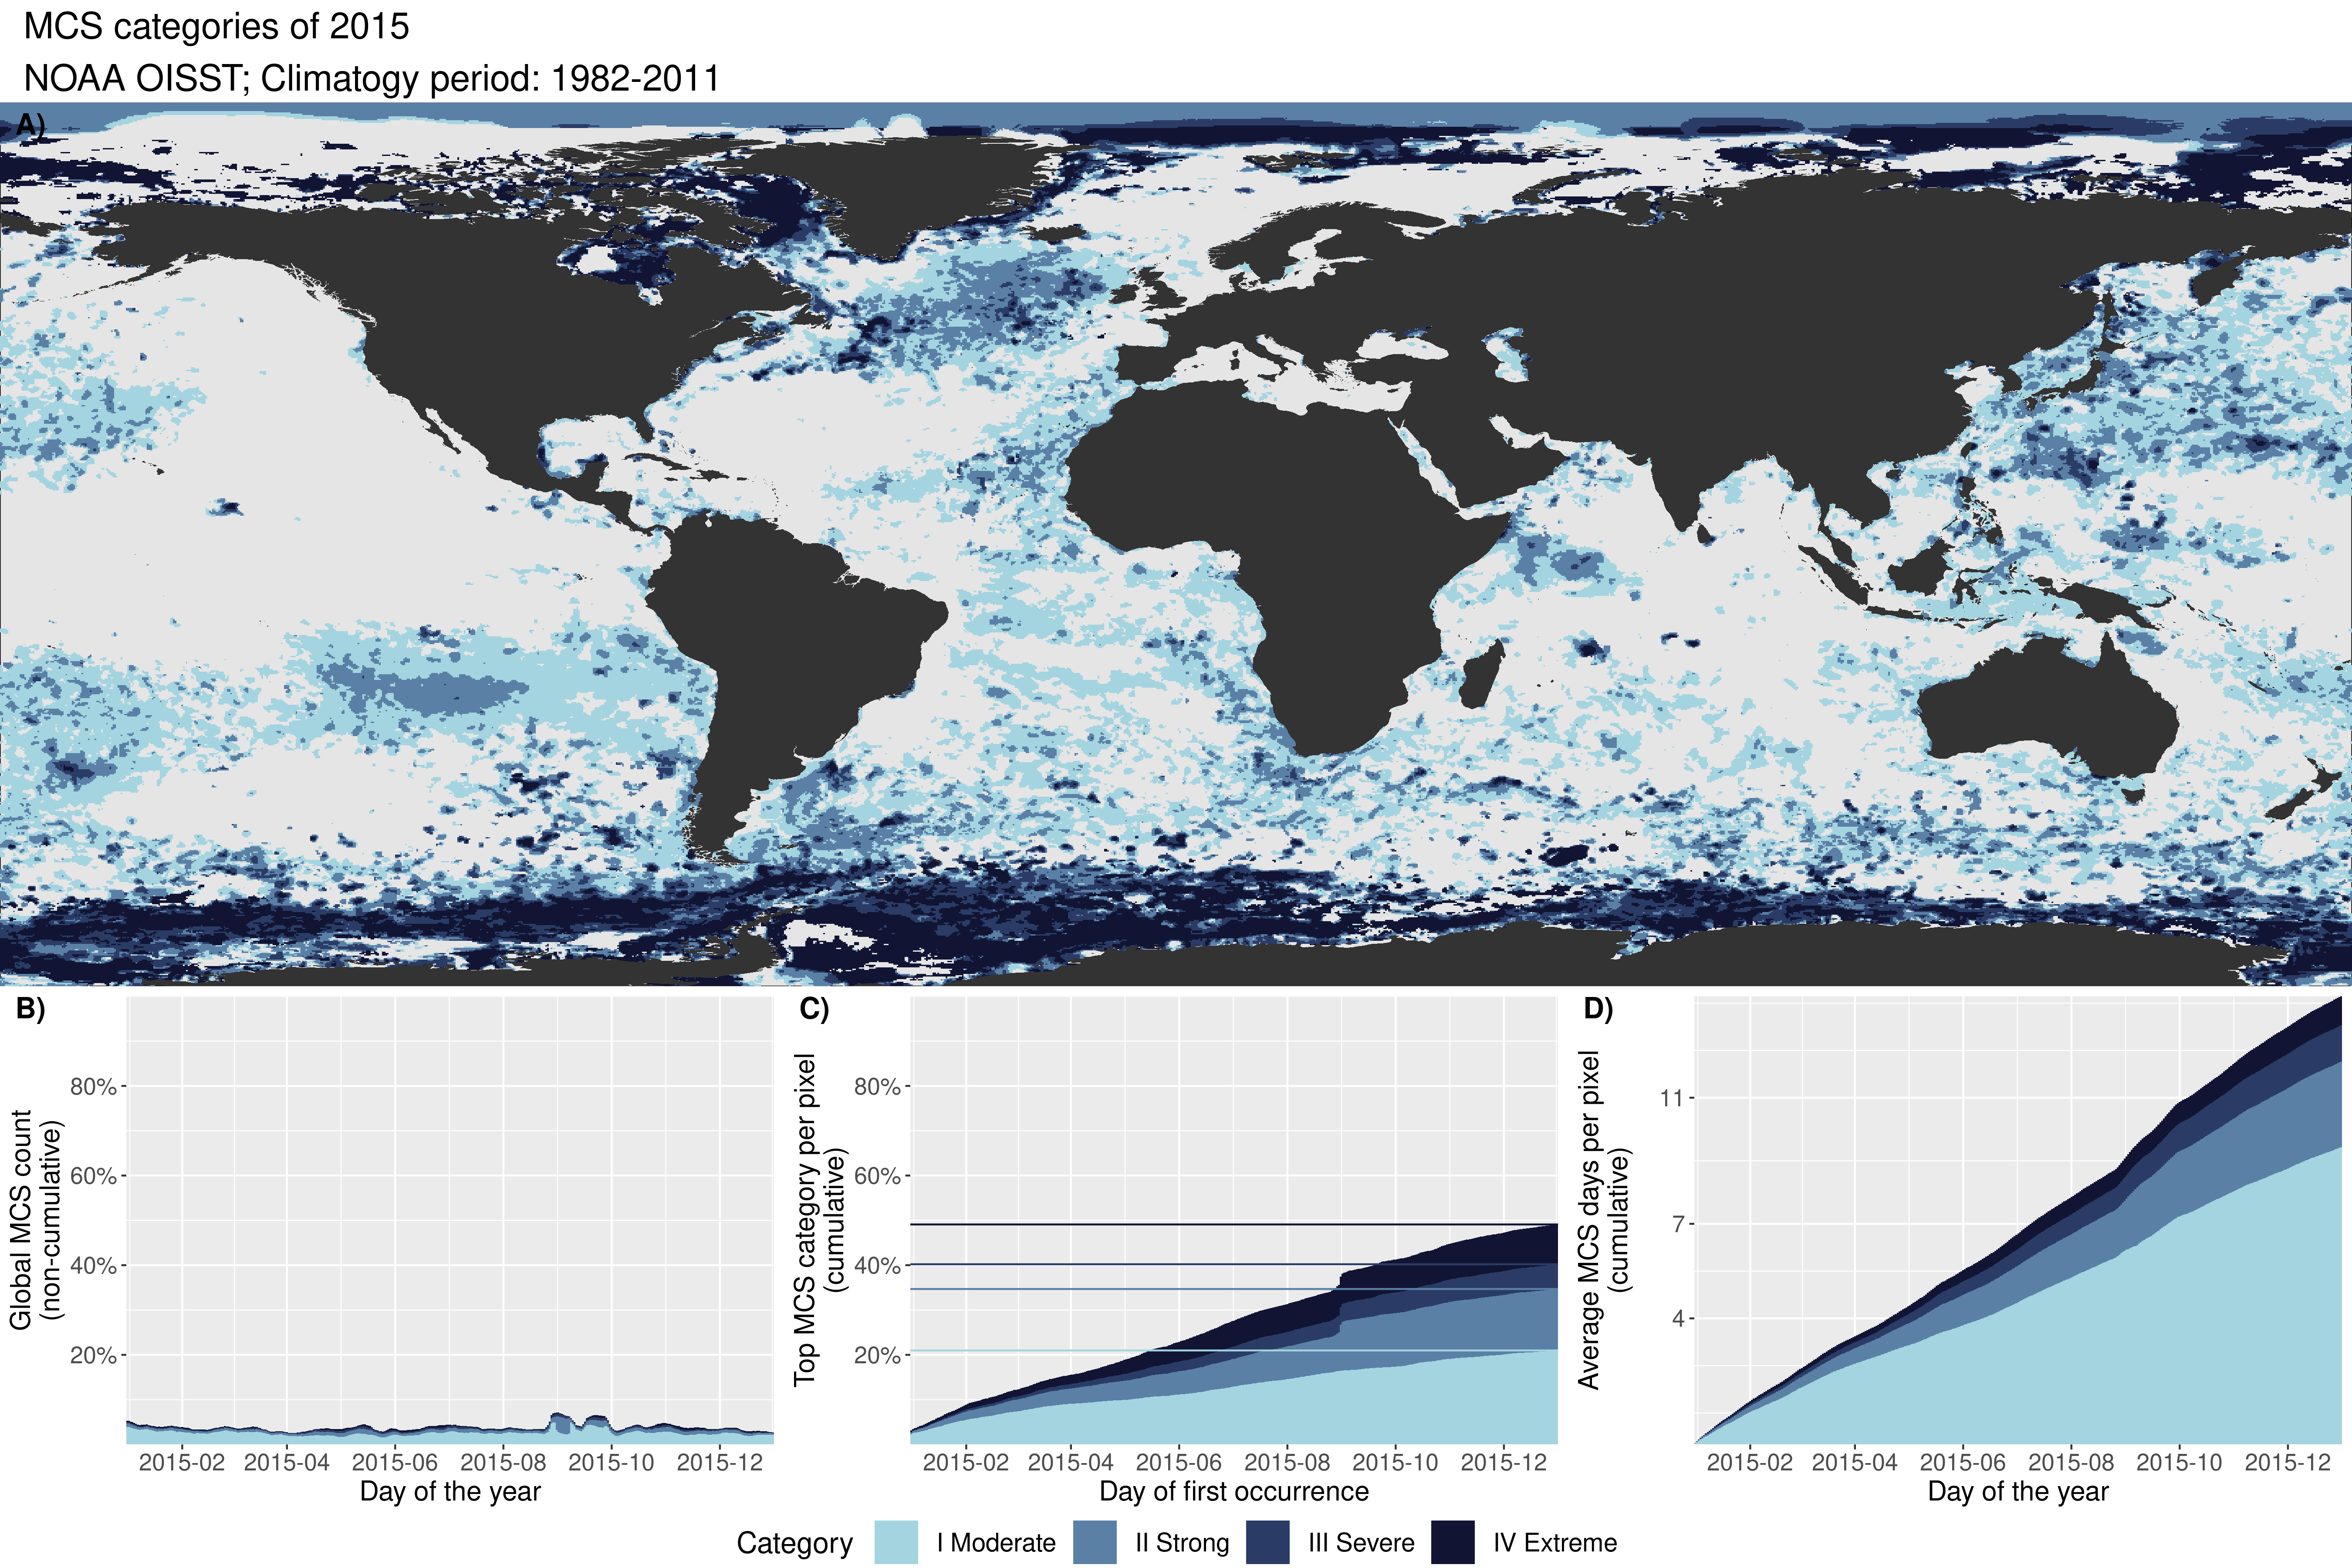 MCS categories of 2015
NOAA OISST; Climatogy period: 1982-2011
A)
B)
Global MCS count
(non-cumulative)
80%
60%
40%
20%
2015-02 2015-04 2015-06 2015-08 2015-10 2015-12
Day of the year
C)
Top MCS category per pixel
(cumulative)
80%
60%
40%
20%
2015-02 2015-04 2015-06 2015-08 2015-10 2015-12
Day of first occurrence
D)
Average MCS days per pixel
(cumulative)
11
7
4
2015-02 2015-04 2015-06 2015-08 2015-10 2015-12
Day of the year
Category I Moderate II Strong III Severe IV Extreme